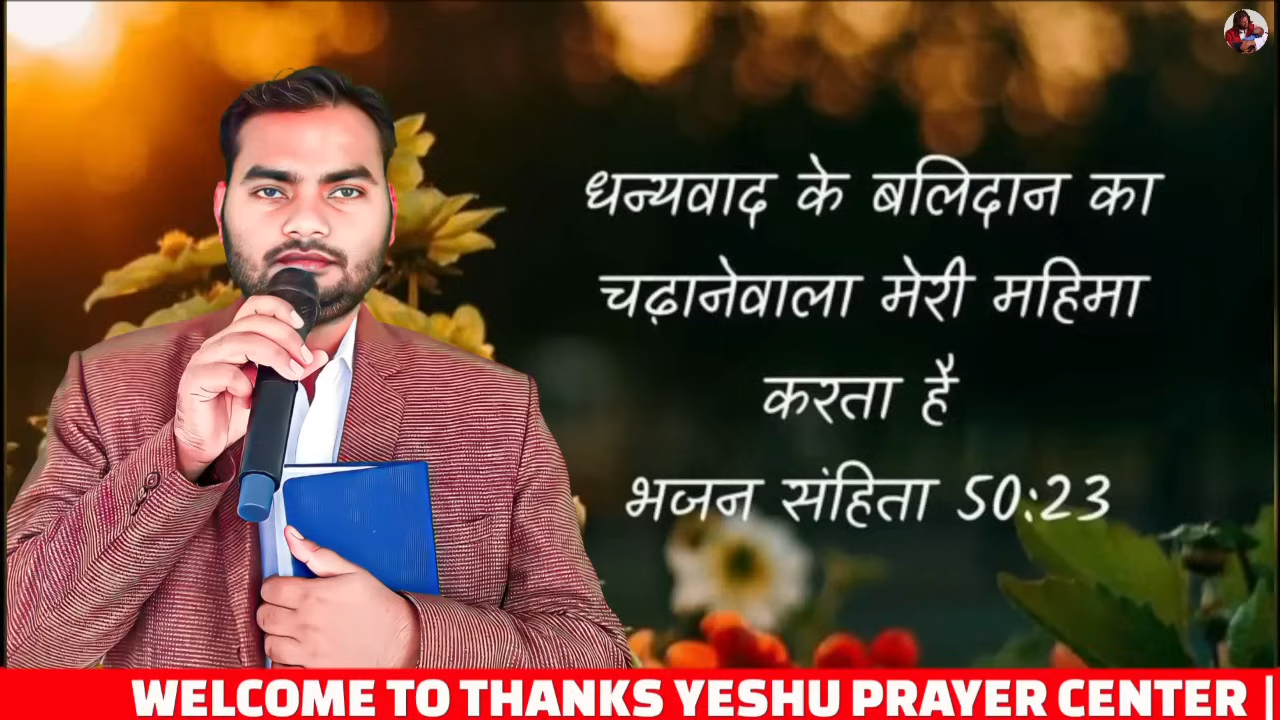 धन्यवाद के बलिदान का
चढ़ानेवाला मेरी महिमा
करता है
भजन संहिता 50:23
WELCOME TO THANKS YESHU PRAYER CENTER |